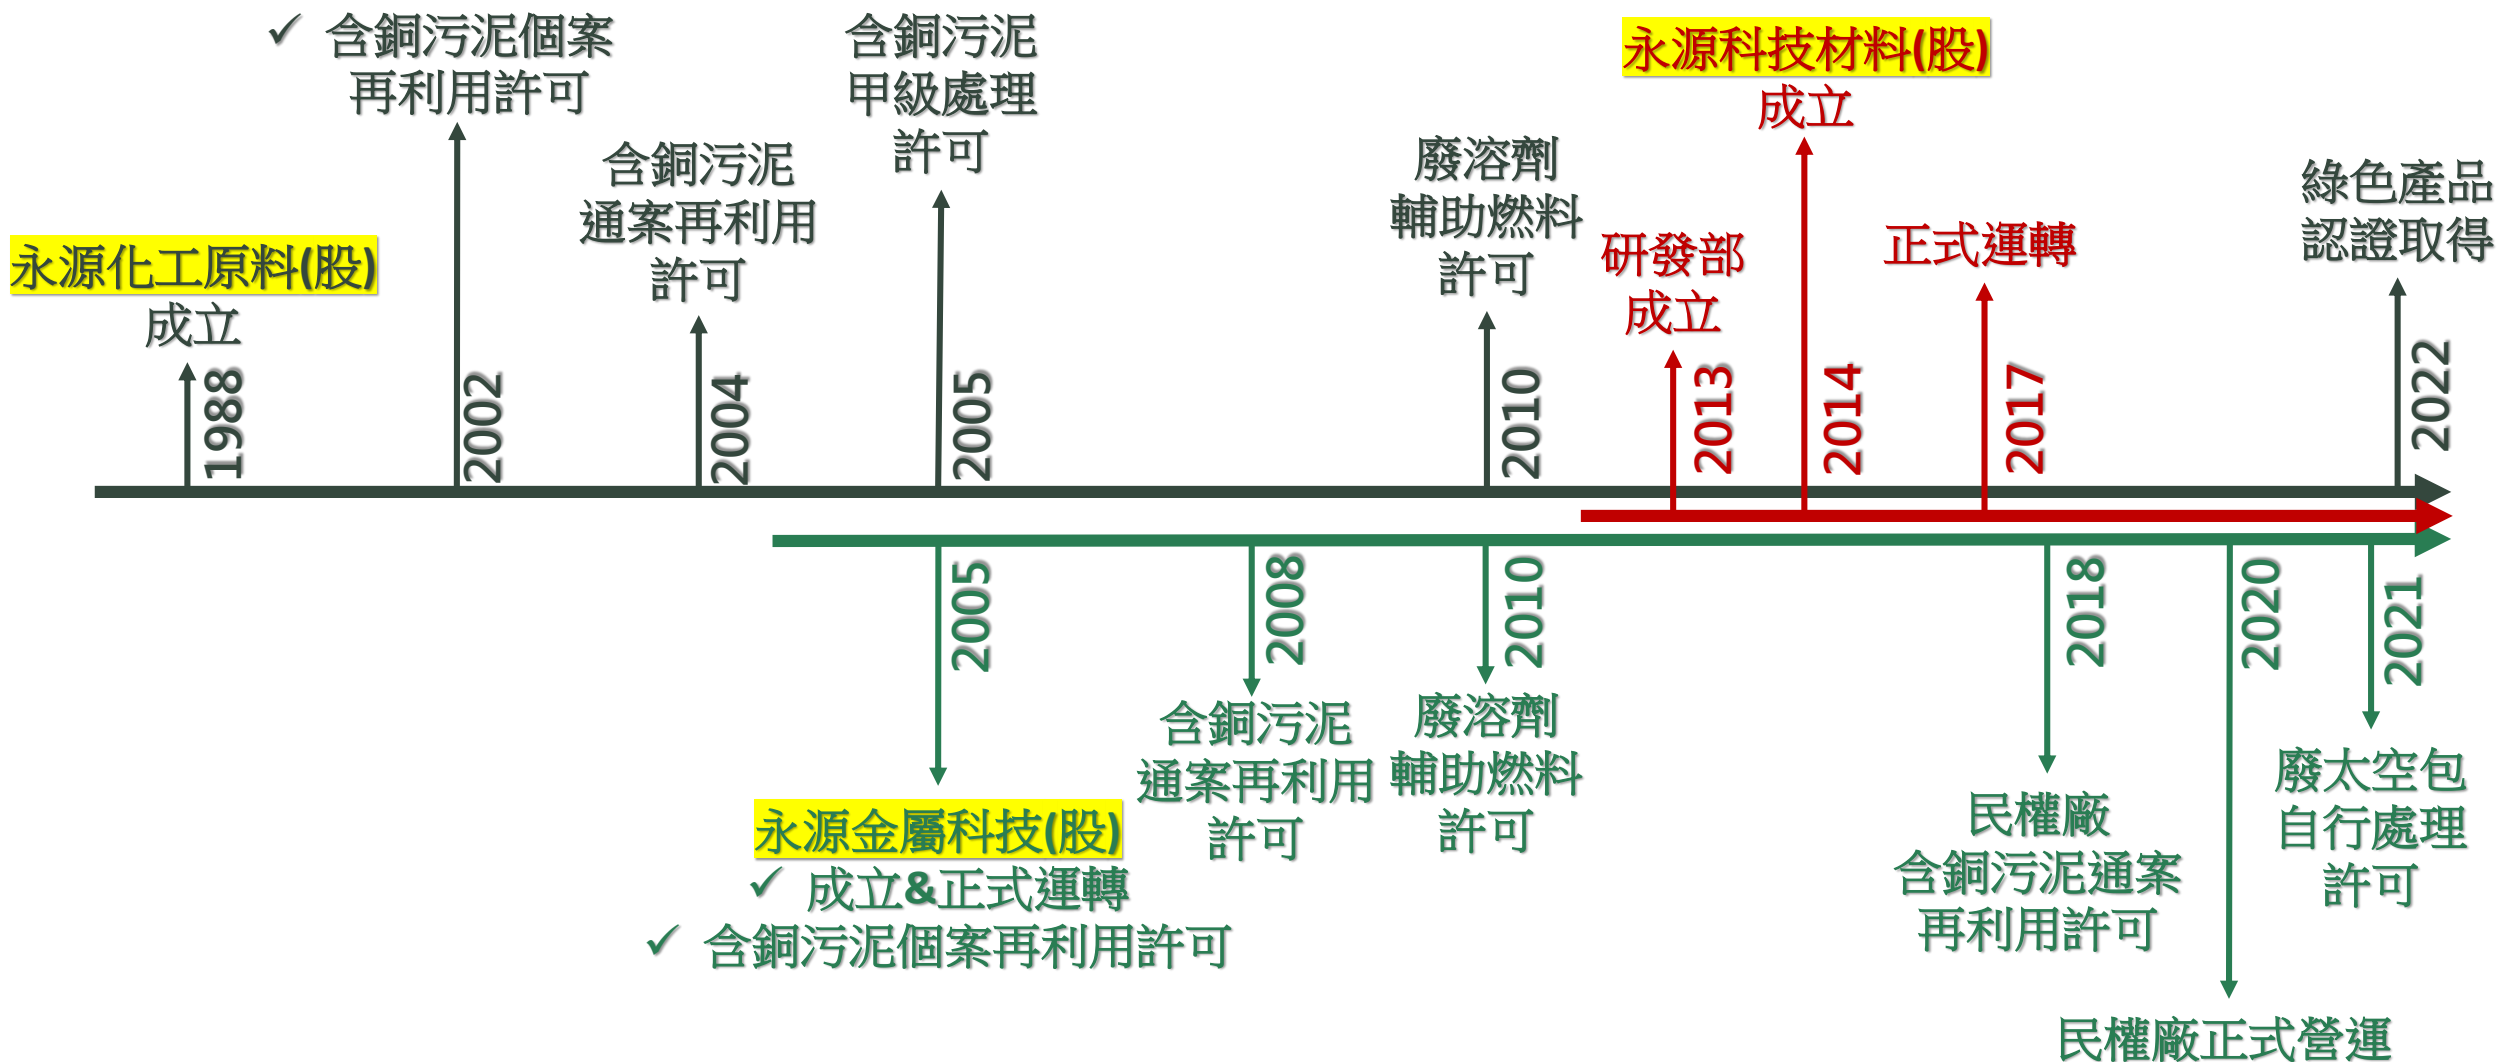 ✓ 含銅污泥個案
再利用許可
含銅污泥
甲級處理
許可
永源科技材料(股)
成立
含銅污泥
通案再利用
許可
廢溶劑
輔助燃料
許可
綠色產品
認證取得
永源化工原料(股)
成立
研發部
成立
正式運轉
1988
2002
2004
2005
2010
2013
2014
2017
2022
2005
2008
2010
2018
2020
2021
永源金屬科技(股)
✓ 成立&正式運轉
✓ 含銅污泥個案再利用許可
含銅污泥
通案再利用
許可
廢溶劑
輔助燃料
許可
民權廠
含銅污泥通案
再利用許可
廢太空包
自行處理
許可
民權廠正式營運